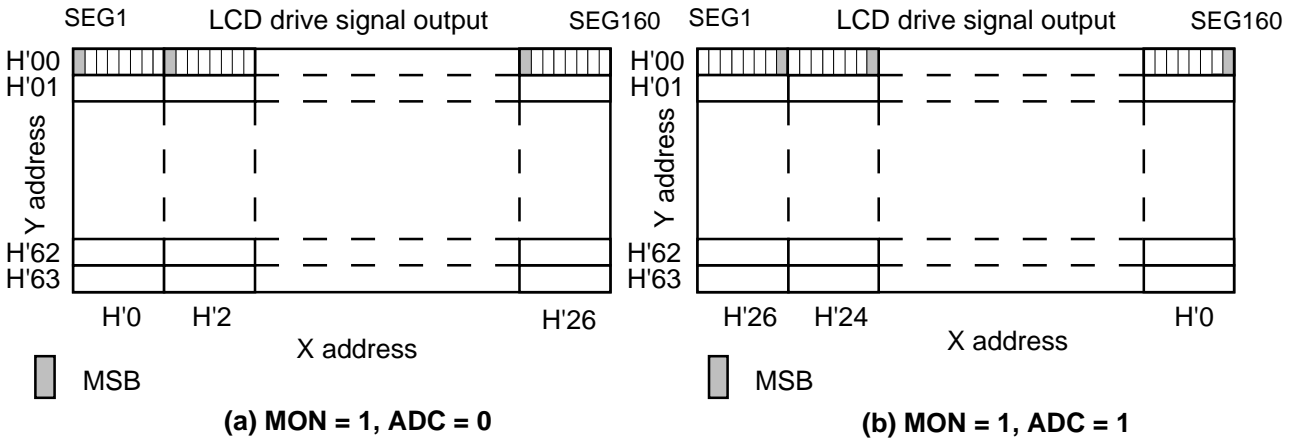 SEG1 LCD drive signal output SEG160
H'00
H'01
Y address
H'62
H'63
H'0 H'2 H'26
X address
MSB
(a) MON = 1, ADC = 0
SEG1 LCD drive signal output SEG160
H'00
H'01
Y address
H'62
H'63
H'26 H'24 H'0
X address
MSB
(b) MON = 1, ADC = 1